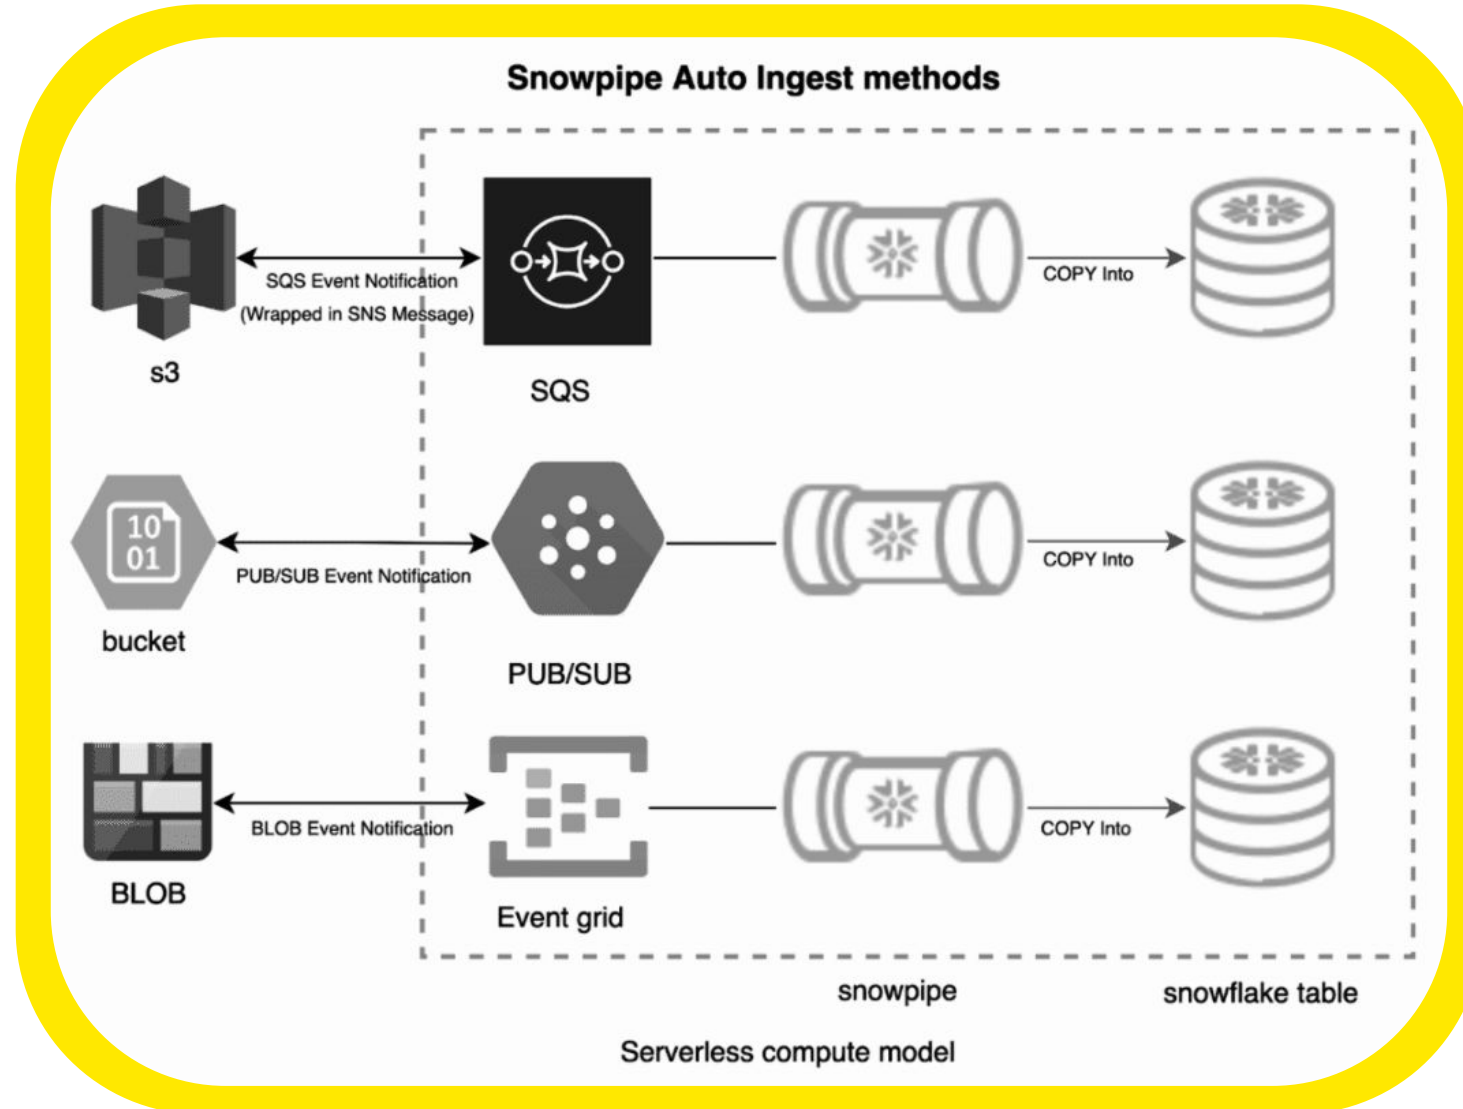 Snowpipe Auto Ingest methods
SQS Event Notification
(Wrapped in SNS Message)
COPY Into
s3
SQS
10
01
PUB/SUB Event Notification
COPY Into
bucket
PUB/SUB
BLOB Event Notification
COPY Into
BLOB
Event grid
snowpipe
snowflake table
Serverless compute model